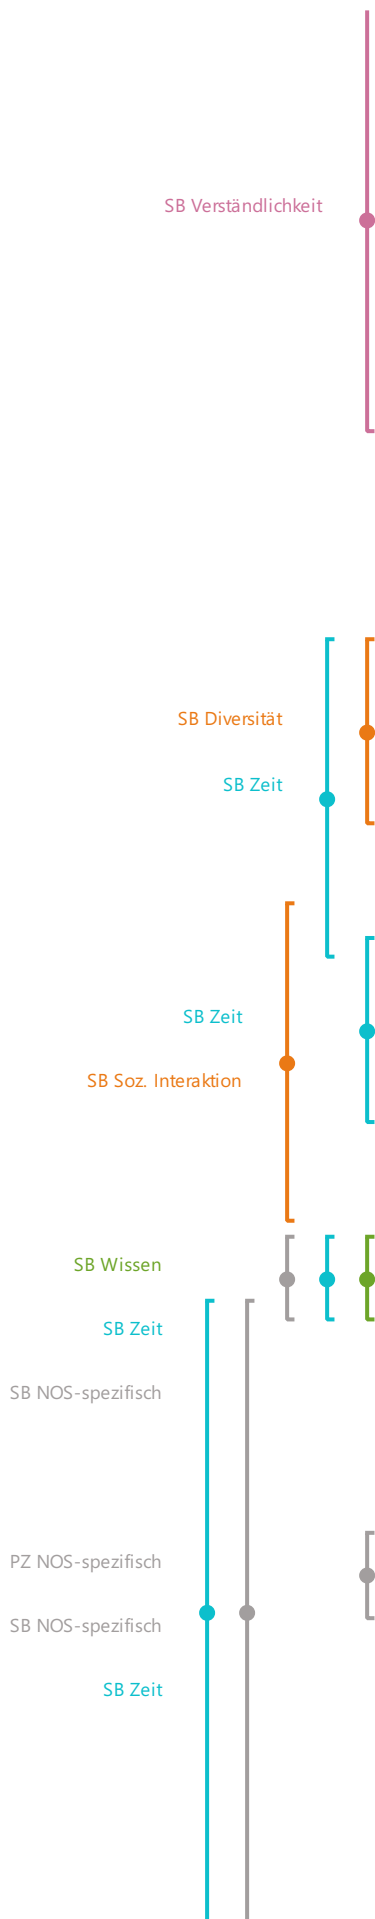 SB Verständlichkeit
SB Diversität
SB Zeit
SB Zeit
SB Soz. Interaktion
SB Wissen
SB Zeit
SB NOS-spezifisch
PZ NOS-spezifisch
SB NOS-spezifisch
SB Zeit